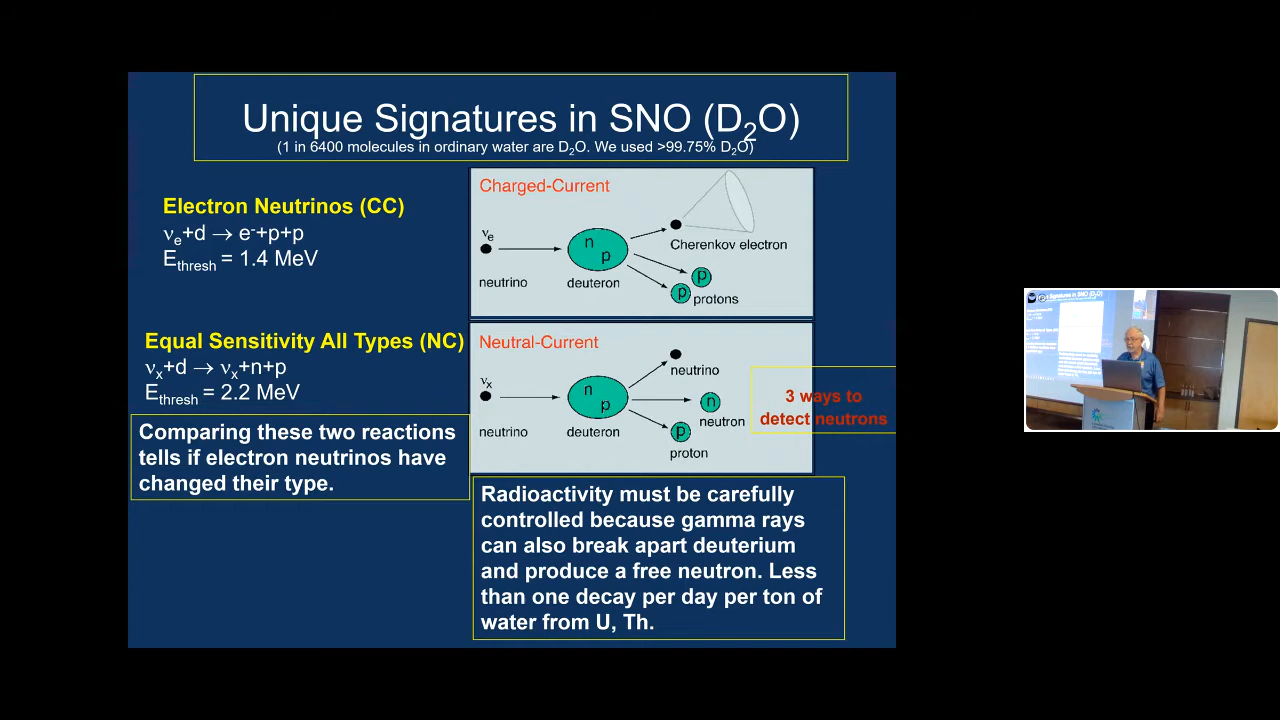 Unique Signatures in SNO (D₂O)
(1 in 6400 molecules in ordinary water are D₂O. We used >99.75% D₂O)
Electron Neutrinos (CC)
νₑ+d → e⁻+p+p
E_thresh = 1.4 MeV
Charged-Current
νₑ
n
p
Cherenkov electron
p
p
neutrino
deuteron
protons
Equal Sensitivity All Types (NC)
νₓ+d → νₓ+n+p
E_thresh = 2.2 MeV
Neutral-Current
νₓ
n
p
neutrino
n
neutron
p
neutrino
deuteron
proton
3 ways to
detect neutrons
Comparing these two reactions
tells if electron neutrinos have
changed their type.
Radioactivity must be carefully
controlled because gamma rays
can also break apart deuterium
and produce a free neutron. Less
than one decay per day per ton of
water from U, Th.